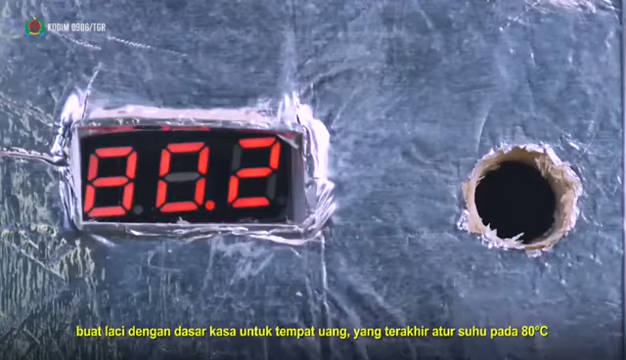 KODIM 0906/TGR
80.2
buat laci dengan dasar kasa untuk tempat uang, yang terakhir atur suhu pada 80°C